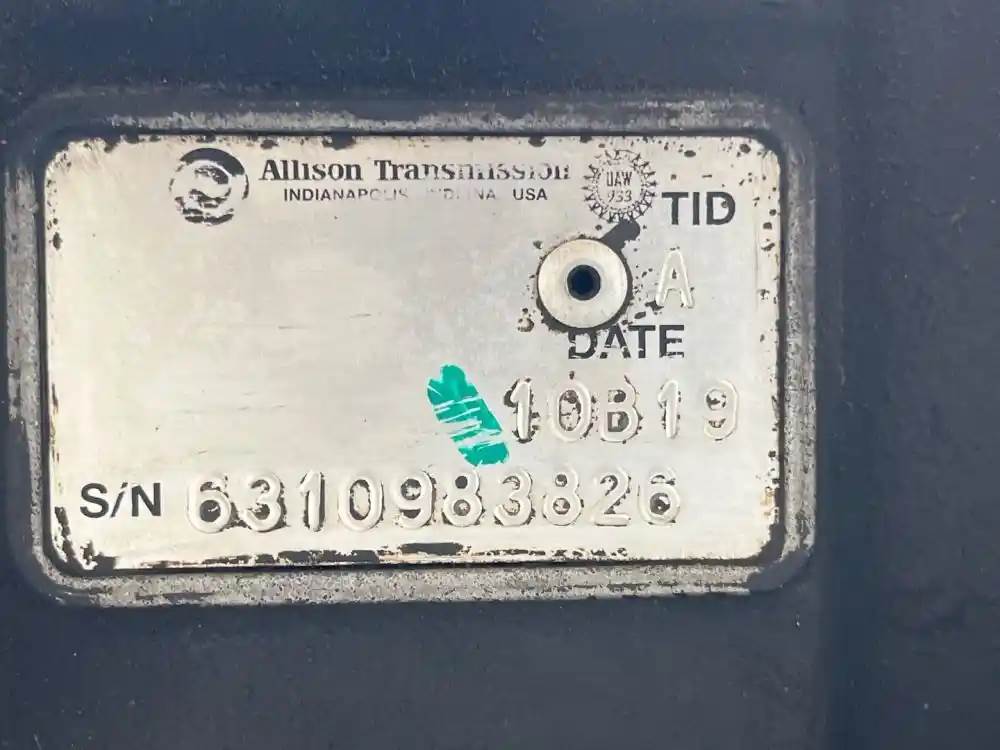 Allison Transmission
INDIANAPOLIS INDIANA USA
UAW
933
TID
A
DATE
10B19
S/N 6310983826